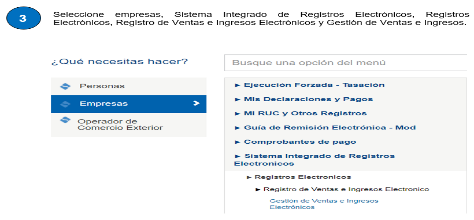 3
Seleccione empresas, Sistema Integrado de Registros Electrónicos, Registros
Electrónicos, Registro de Ventas e Ingresos Electrónicos y Gestión de Ventas e Ingresos.
¿Qué necesitas hacer?
Busque una opción del menú
Personas
Empresas
Operador de
Comercio Exterior
Ejecución Forzada - Tasación
Mis Declaraciones y Pagos
Mi RUC y Otros Registros
Guía de Remisión Electrónica - Mod
Comprobantes de pago
Sistema Integrado de Registros
Electronicos
Registros Electronicos
Registro de Ventas e Ingresos Electronico
Gestión de Ventas e Ingresos
Electrónicos